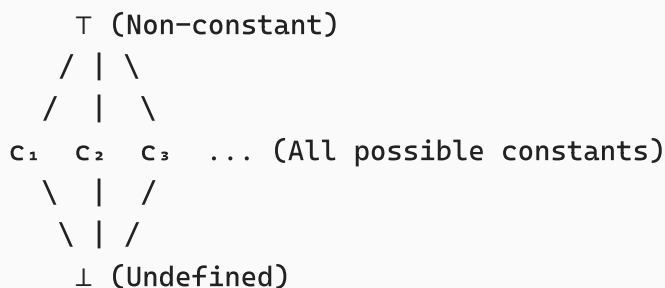 ⊤ (Non-constant)
/ | \
/ | \
c₁ c₂ c₃ ... (All possible constants)
\ | /
\ | /
⊥ (Undefined)